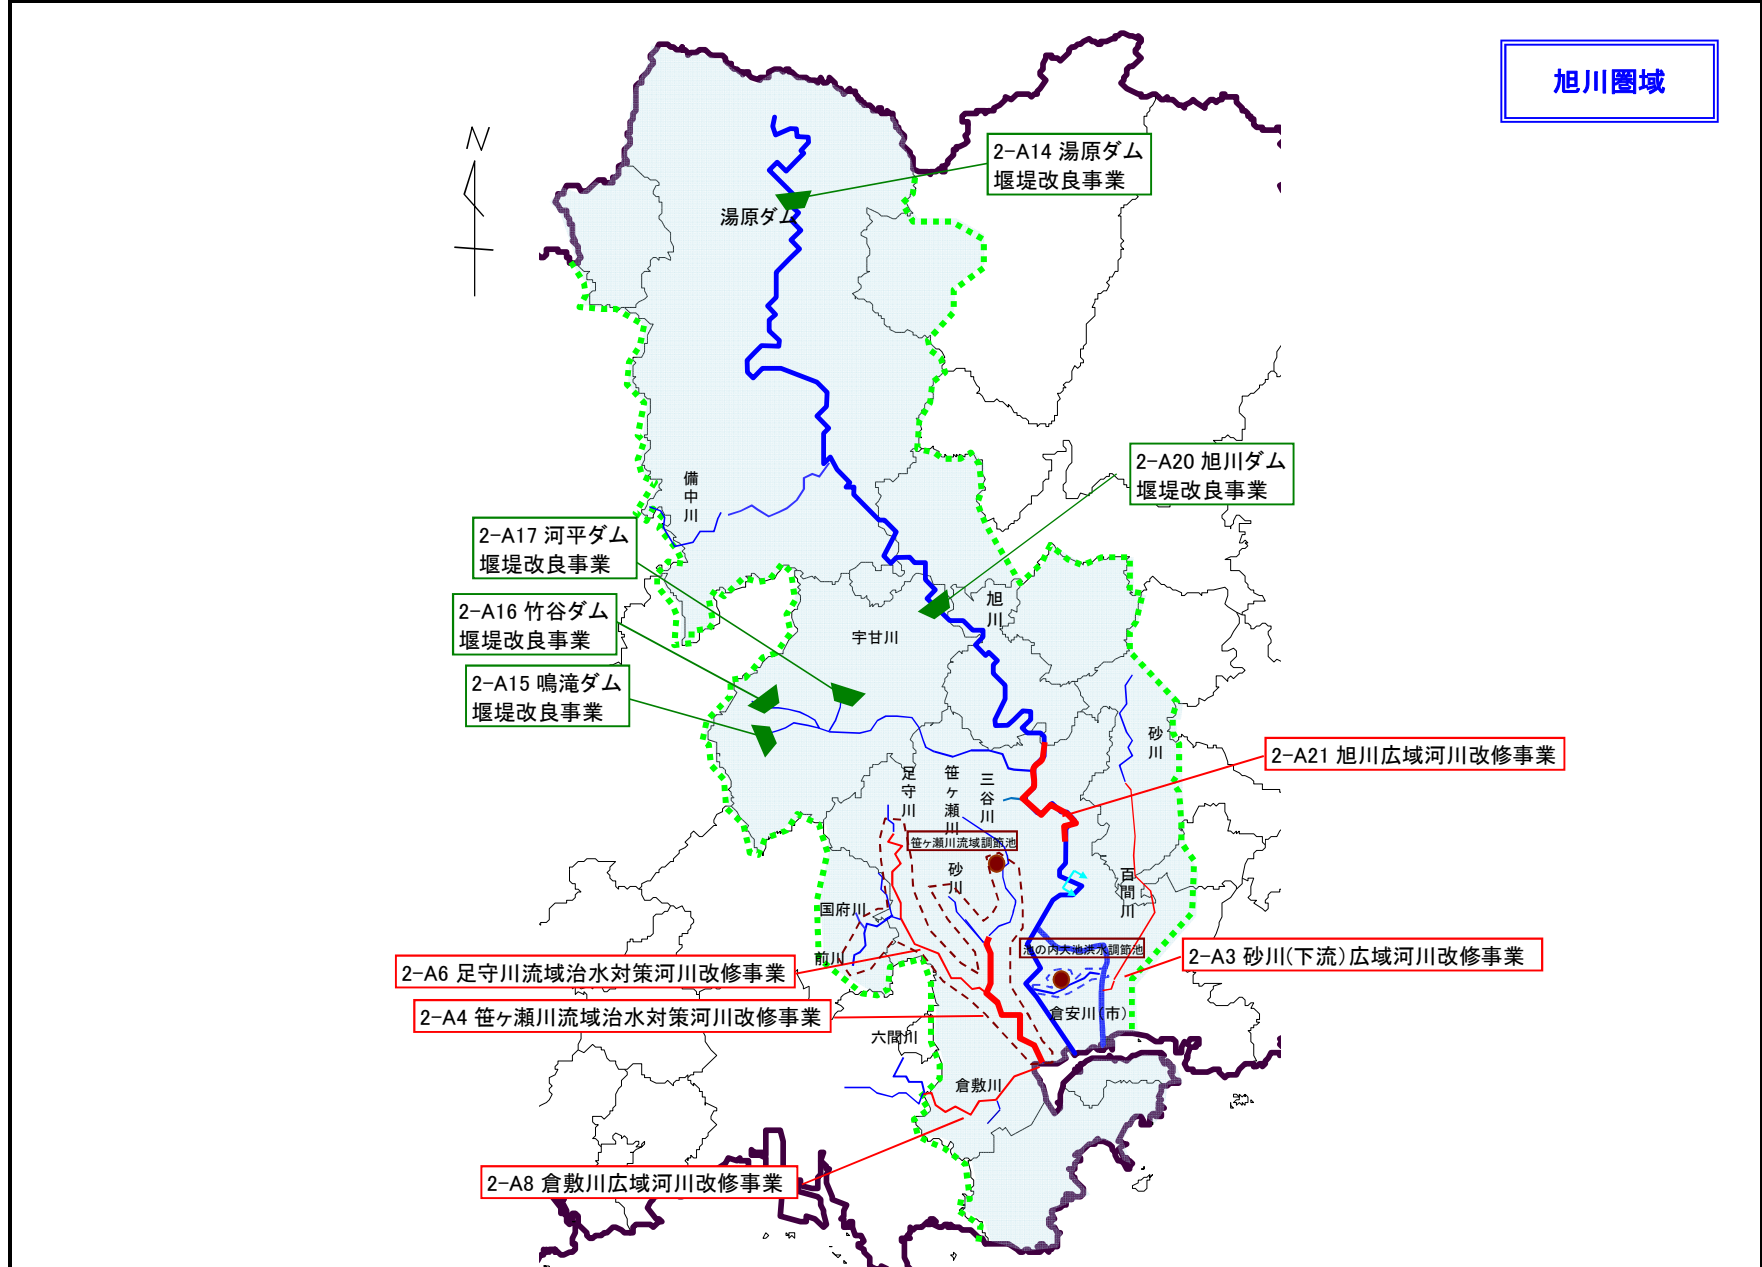 旭川圏域
N
2-A14 湯原ダム
堰堤改良事業
湯原ダム
2-A20 旭川ダム
堰堤改良事業
備中川
2-A17 河平ダム
堰堤改良事業
2-A16 竹谷ダム
堰堤改良事業
2-A15 鳴滝ダム
堰堤改良事業
旭川
宇甘川
砂川
2-A21 旭川広域河川改修事業
足守川
笹ヶ瀬川
三谷川
笹ヶ瀬川流域調節池
砂川
百間川
国府川
前川
池の内大池洪水調節池
2-A3 砂川(下流)広域河川改修事業
2-A6 足守川流域治水対策河川改修事業
2-A4 笹ヶ瀬川流域治水対策河川改修事業
倉安川(市)
六間川
倉敷川
2-A8 倉敷川広域河川改修事業